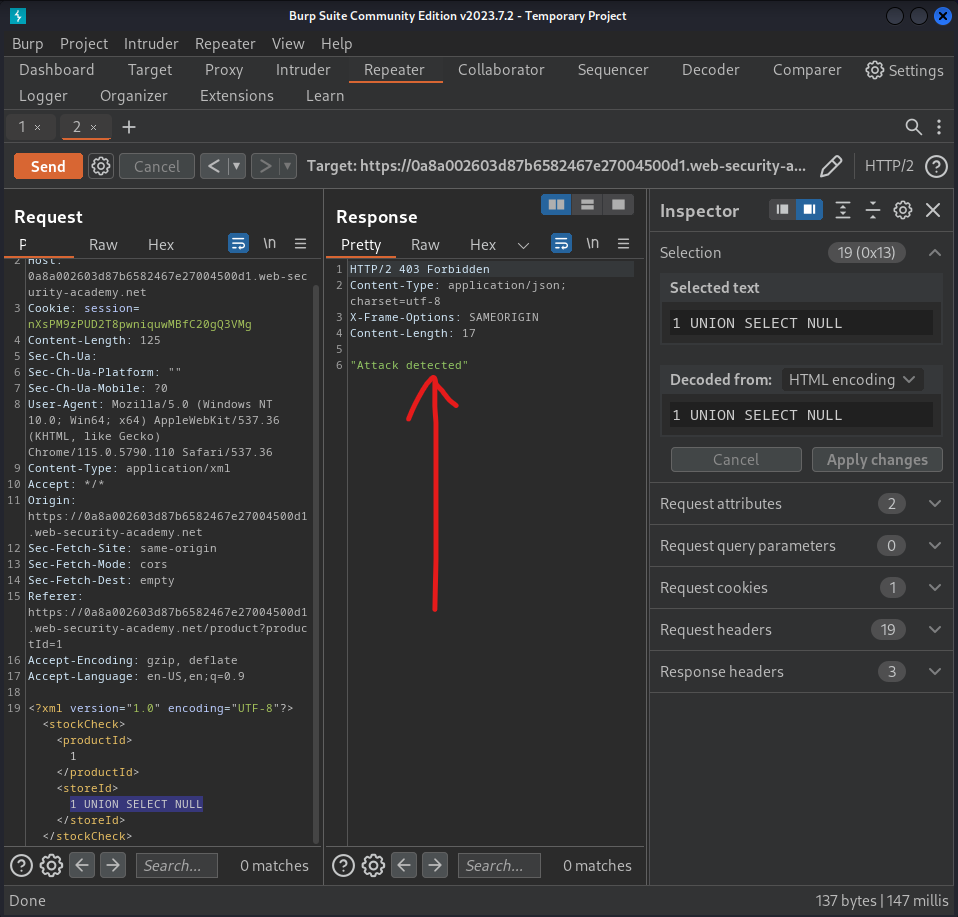 Burp Suite Community Edition v2023.7.2 - Temporary Project
Burp Project Intruder Repeater View Help
Dashboard Target Proxy Intruder Repeater Collaborator Sequencer Decoder Comparer Settings
Logger Organizer Extensions Learn
1 × 2 × +
Send Cancel < ▼ > ▼ Target: https://0a8a002603d87b6582467e27004500d1.web-security-a... HTTP/2 ?
Request
P Raw Hex \n
2 Host:
0a8a002603d87b6582467e27004500d1.web-sec
urity-academy.net
3 Cookie: session=
nXsPM9zPUD2T8pwniquwMBfC20gQ3VMg
4 Content-Length: 125
5 Sec-Ch-Ua:
6 Sec-Ch-Ua-Platform: ""
7 Sec-Ch-Ua-Mobile: ?0
8 User-Agent: Mozilla/5.0 (Windows NT
10.0; Win64; x64) AppleWebKit/537.36
(KHTML, like Gecko)
Chrome/115.0.5790.110 Safari/537.36
9 Content-Type: application/xml
10 Accept: */*
11 Origin:
https://0a8a002603d87b6582467e27004500d1
.web-security-academy.net
12 Sec-Fetch-Site: same-origin
13 Sec-Fetch-Mode: cors
14 Sec-Fetch-Dest: empty
15 Referer:
https://0a8a002603d87b6582467e27004500d1
.web-security-academy.net/product?produc
tId=1
16 Accept-Encoding: gzip, deflate
17 Accept-Language: en-US,en;q=0.9
18
19 <?xml version="1.0" encoding="UTF-8"?>
<stockCheck>
<productId>
1
</productId>
<storeId>
1 UNION SELECT NULL
</storeId>
</stockCheck>
? Search... 0 matches
Response
Pretty Raw Hex \n
1 HTTP/2 403 Forbidden
2 Content-Type: application/json;
charset=utf-8
3 X-Frame-Options: SAMEORIGIN
4 Content-Length: 17
5
6 "Attack detected"
? Search... 0 matches
Inspector
Selection 19 (0x13)
Selected text
1 UNION SELECT NULL
Decoded from: HTML encoding
1 UNION SELECT NULL
Cancel Apply changes
Request attributes 2
Request query parameters 0
Request cookies 1
Request headers 19
Response headers 3
Done 137 bytes | 147 millis